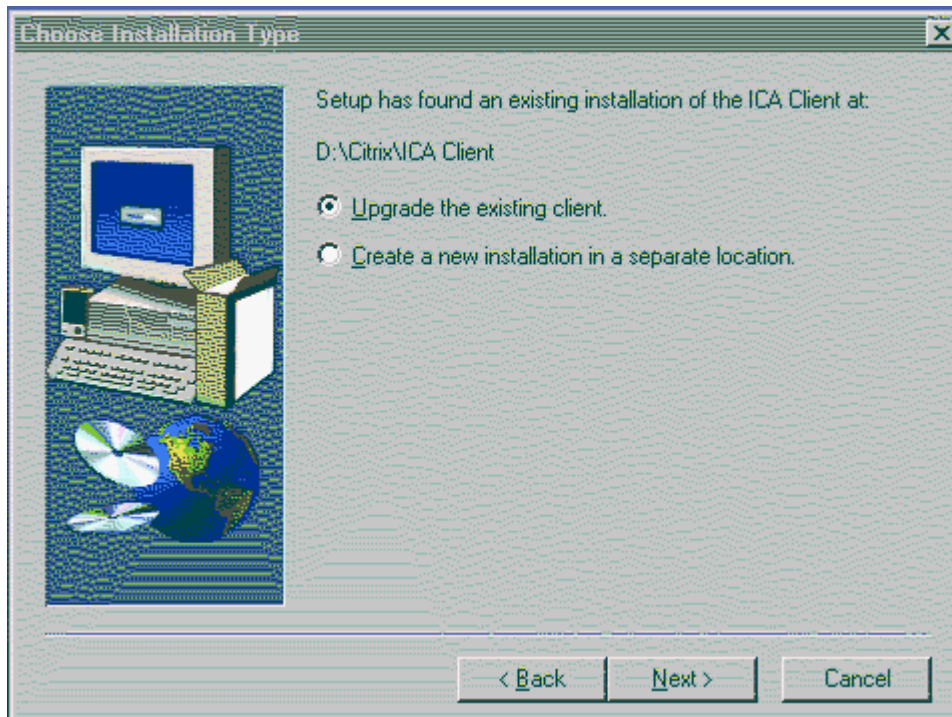 Choose Installation Type
Setup has found an existing installation of the ICA Client at:
D:\Citrix\ICA Client
Upgrade the existing client.
Create a new installation in a separate location.
< Back
Next >
Cancel